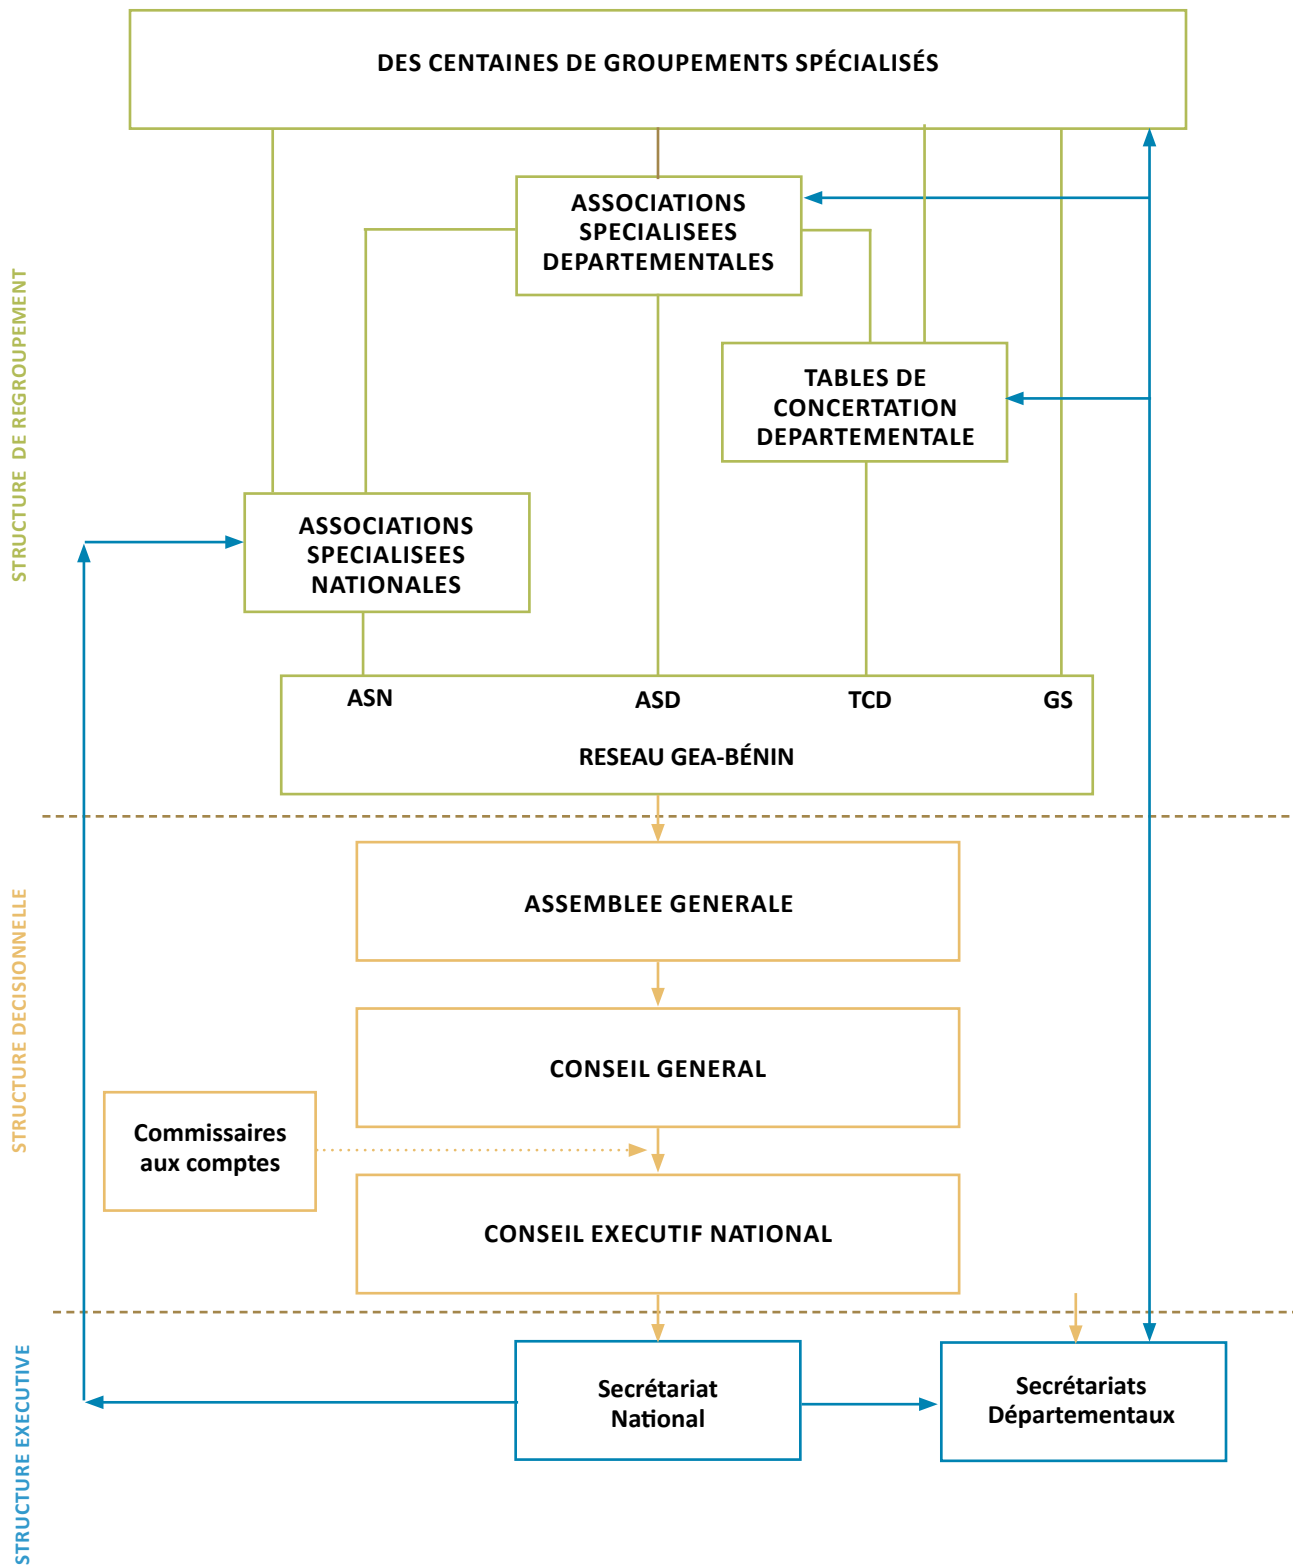 DES CENTAINES DE GROUPEMENTS SPÉCIALISÉS
ASSOCIATIONS
SPECIALISEES
DEPARTEMENTALES
TABLES DE
CONCERTATION
DEPARTEMENTALE
ASSOCIATIONS
SPECIALISEES
NATIONALES
ASN ASD TCD GS
RESEAU GEA-BÉNIN
STRUCTURE DE REGROUPEMENT
ASSEMBLEE GENERALE
CONSEIL GENERAL
Commissaires
aux comptes
CONSEIL EXECUTIF NATIONAL
STRUCTURE DECISIONNELLE
Secrétariat
National
Secrétariats
Départementaux
STRUCTURE EXECUTIVE